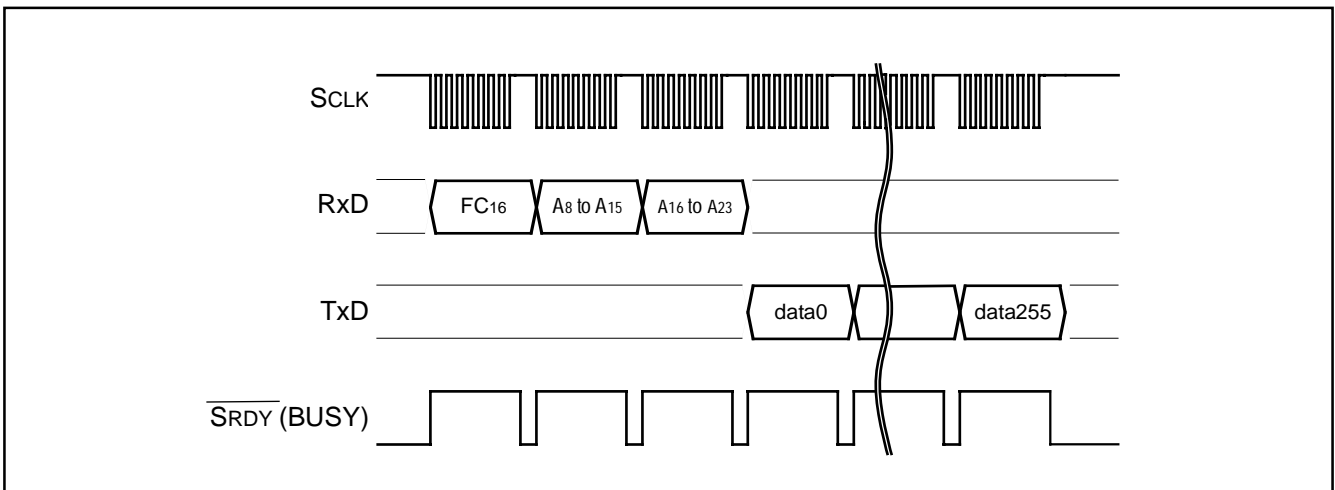 SCLK
RxD
FC16
A8 to A15
A16 to A23
TxD
data0
data255
SRDY (BUSY)